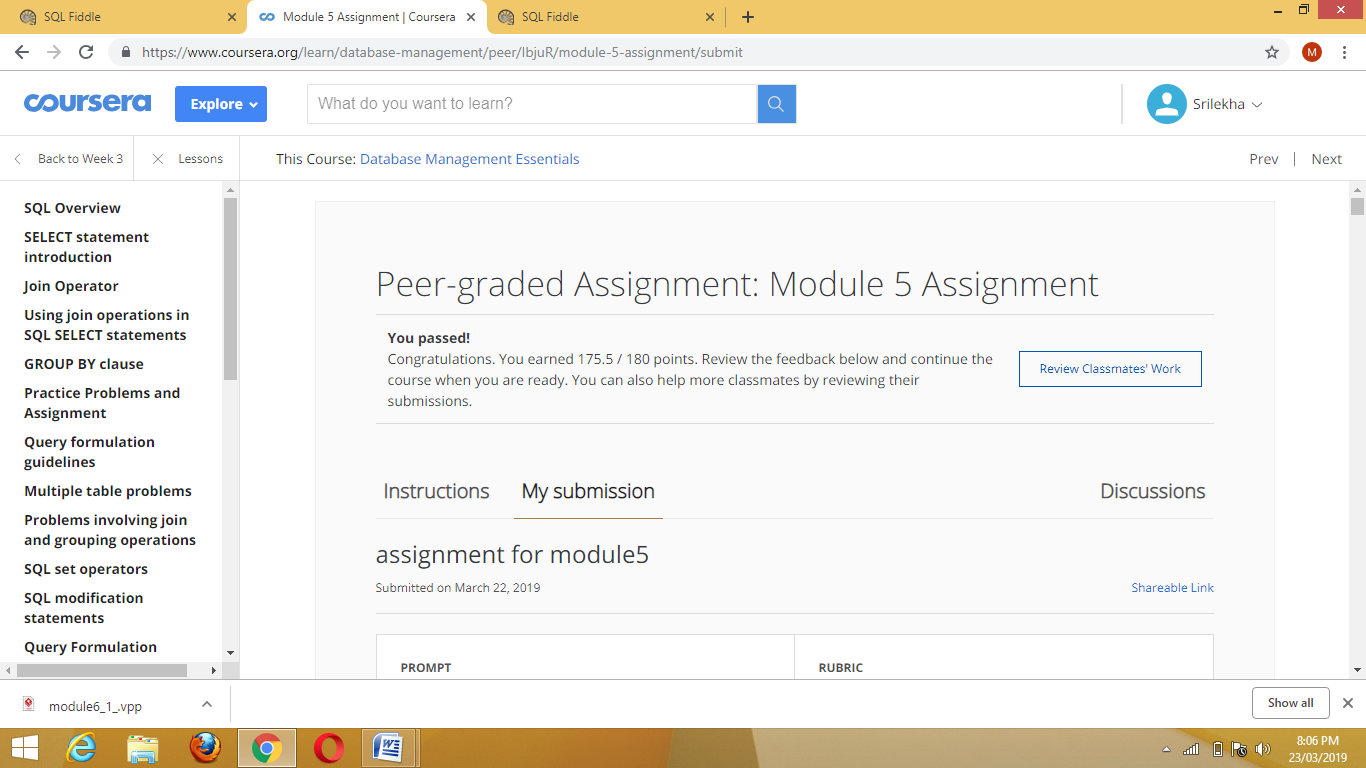 SQL Fiddle
Module 5 Assignment | Coursera
SQL Fiddle
https://www.coursera.org/learn/database-management/peer/lbjuR/module-5-assignment/submit
M
coursera
Explore
What do you want to learn?
Srilekha
Back to Week 3
Lessons
This Course: Database Management Essentials
Prev | Next
SQL Overview
SELECT statement
introduction
Join Operator
Using join operations in
SQL SELECT statements
GROUP BY clause
Practice Problems and
Assignment
Query formulation
guidelines
Multiple table problems
Problems involving join
and grouping operations
SQL set operators
SQL modification
statements
Query Formulation
Peer-graded Assignment: Module 5 Assignment
You passed!
Congratulations. You earned 175.5 / 180 points. Review the feedback below and continue the
course when you are ready. You can also help more classmates by reviewing their
submissions.
Review Classmates' Work
Instructions
My submission
Discussions
assignment for module5
Submitted on March 22, 2019
Shareable Link
PROMPT
RUBRIC
module6_1_.vpp
Show all
8:06 PM
23/03/2019